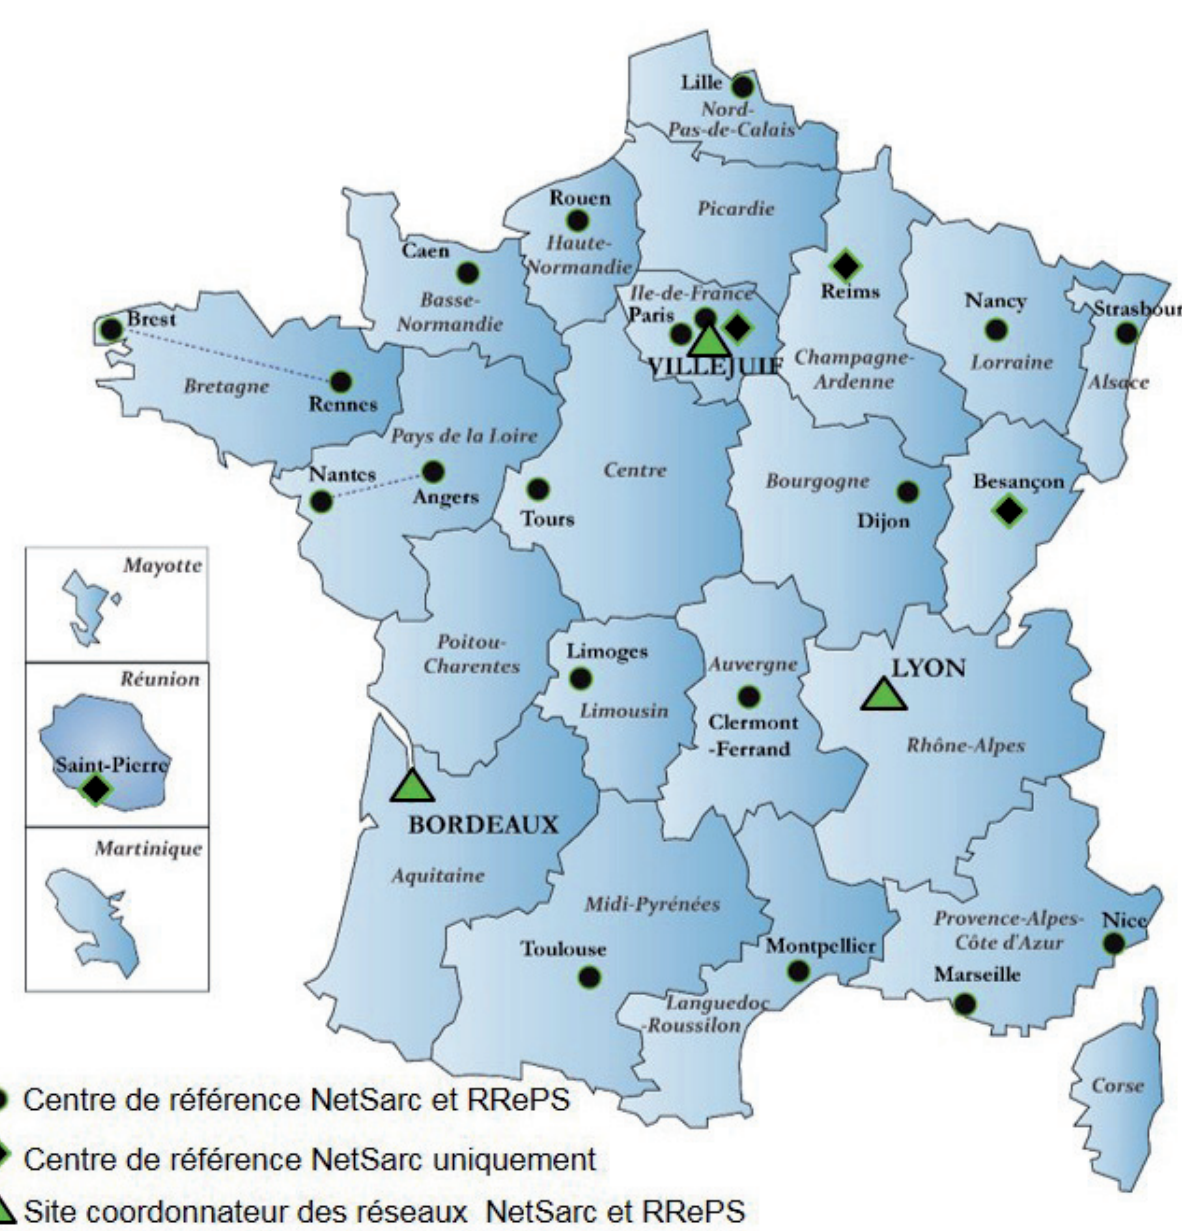 Lille
Nord-
Pas-de-Calais
Picardie
Rouen
Haute-
Normandie
Caen
Basse-
Normandie
Ile-de-France
Paris
VILLEJUIF
Reims
Champagne-
Ardenne
Nancy
Lorraine
Strasbour
Alsace
Brest
Bretagne
Rennes
Pays de la Loire
Nantes
Angers
Centre
Tours
Bourgogne
Dijon
Besançon
Mayotte
Réunion
Saint-Pierre
Martinique
Poitou-
Charentes
Limoges
Limousin
Auvergne
Clermont
-Ferrand
LYON
Rhône-Alpes
BORDEAUX
Aquitaine
Midi-Pyrénées
Toulouse
Montpellier
Languedoc
-Roussilon
Provence-Alpes-
Côte d'Azur
Nice
Marseille
Corse
Centre de référence NetSarc et RRePS
Centre de référence NetSarc uniquement
Site coordonnateur des réseaux NetSarc et RRePS